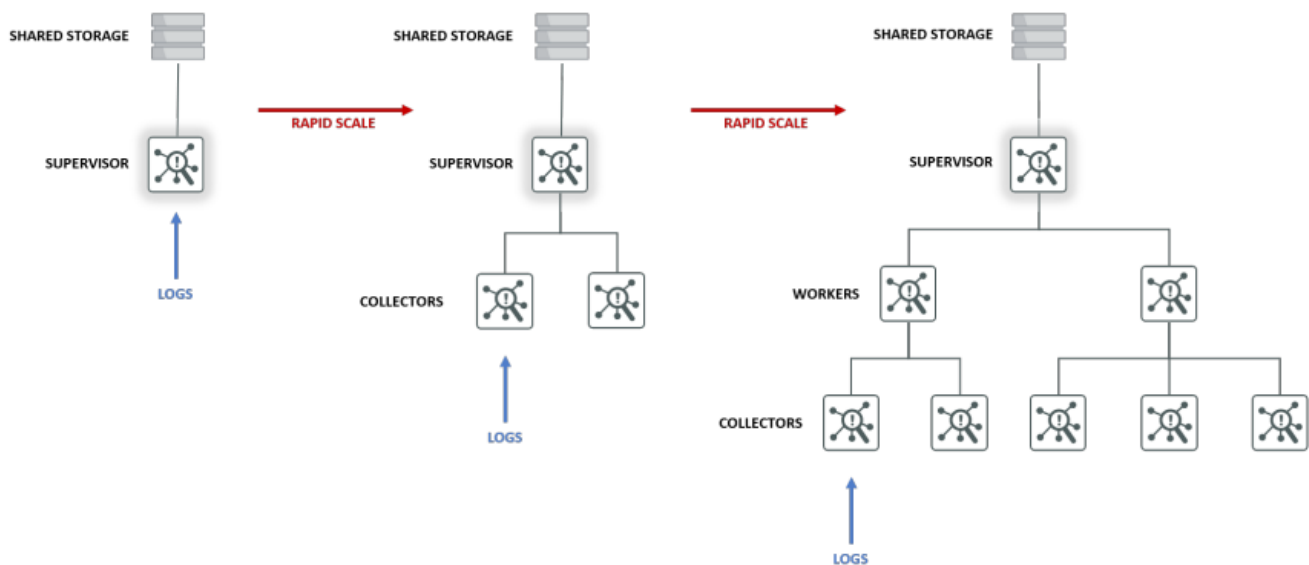 SHARED STORAGE
SHARED STORAGE
SHARED STORAGE
RAPID SCALE
RAPID SCALE
SUPERVISOR
SUPERVISOR
SUPERVISOR
LOGS
COLLECTORS
WORKERS
LOGS
COLLECTORS
LOGS